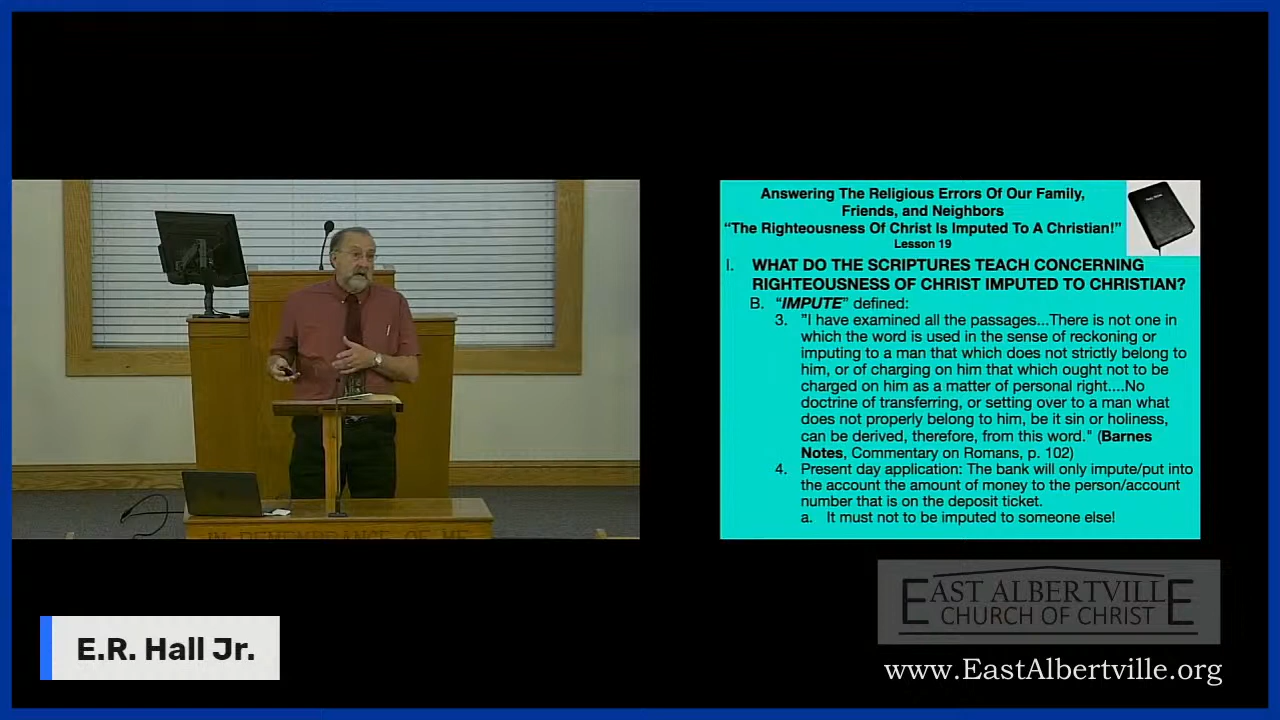 Answering The Religious Errors Of Our Family,
Friends, and Neighbors
“The Righteousness Of Christ Is Imputed To A Christian!”
Lesson 19
I. WHAT DO THE SCRIPTURES TEACH CONCERNING
RIGHTEOUSNESS OF CHRIST IMPUTED TO CHRISTIAN?
B. “IMPUTE” defined:
3. "I have examined all the passages...There is not one in
which the word is used in the sense of reckoning or
imputing to a man that which does not strictly belong to
him, or of charging on him that which ought not to be
charged on him as a matter of personal right....No
doctrine of transferring, or setting over to a man what
does not properly belong to him, be it sin or holiness,
can be derived, therefore, from this word." (Barnes
Notes, Commentary on Romans, p. 102)
4. Present day application: The bank will only impute/put into
the account the amount of money to the person/account
number that is on the deposit ticket.
a. It must not to be imputed to someone else!
IN REMEMBRANCE OF ME
EAST ALBERTVILLE
CHURCH OF CHRIST
E.R. Hall Jr.
www.EastAlbertville.org